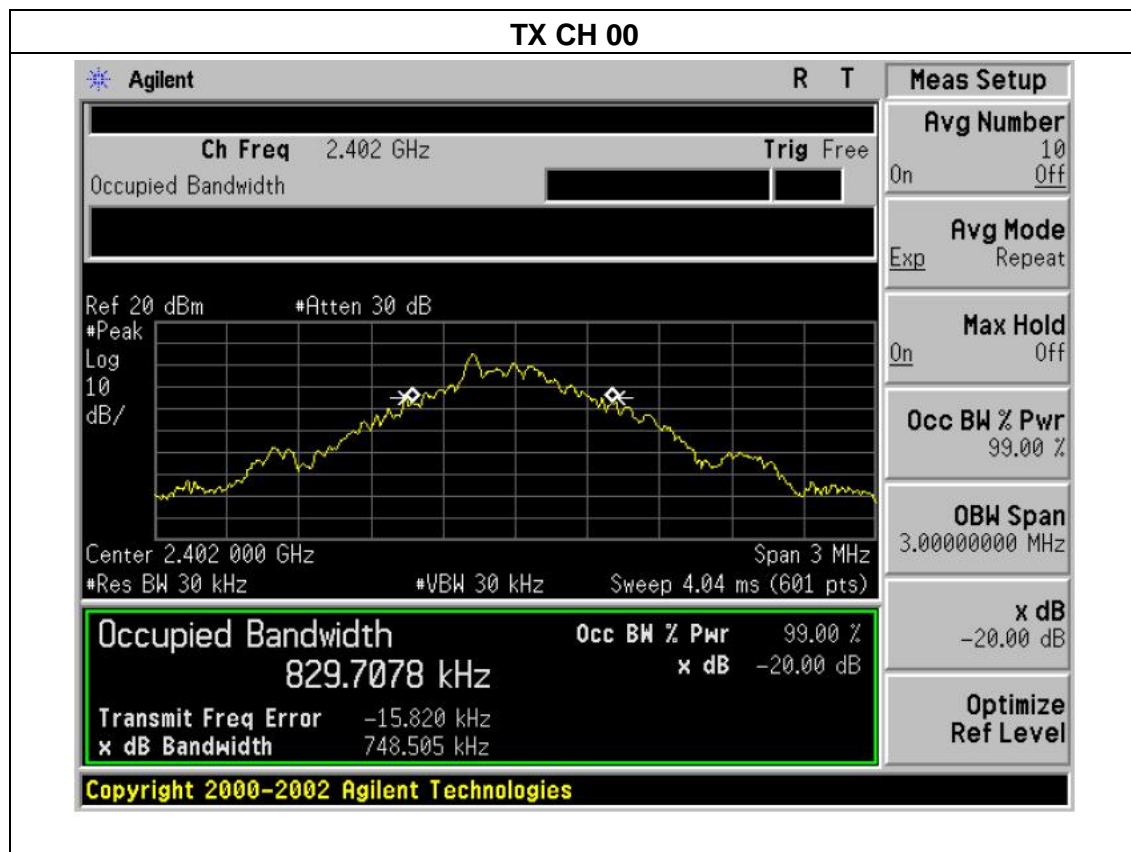 TX CH 00
Agilent R T
Ch Freq 2.402 GHz Trig Free
Occupied Bandwidth
Ref 20 dBm #Atten 30 dB
#Peak
Log
10
dB/
Center 2.402 000 GHz Span 3 MHz
#Res BW 30 kHz #VBW 30 kHz Sweep 4.04 ms (601 pts)
Occupied Bandwidth Occ BW % Pwr 99.00 %
829.7078 kHz x dB -20.00 dB
Transmit Freq Error -15.820 kHz
x dB Bandwidth 748.505 kHz
Copyright 2000-2002 Agilent Technologies
Meas Setup
Avg Number
10
On Off
Avg Mode
Exp Repeat
Max Hold
On Off
Occ BW % Pwr
99.00 %
OBW Span
3.00000000 MHz
x dB
-20.00 dB
Optimize
Ref Level